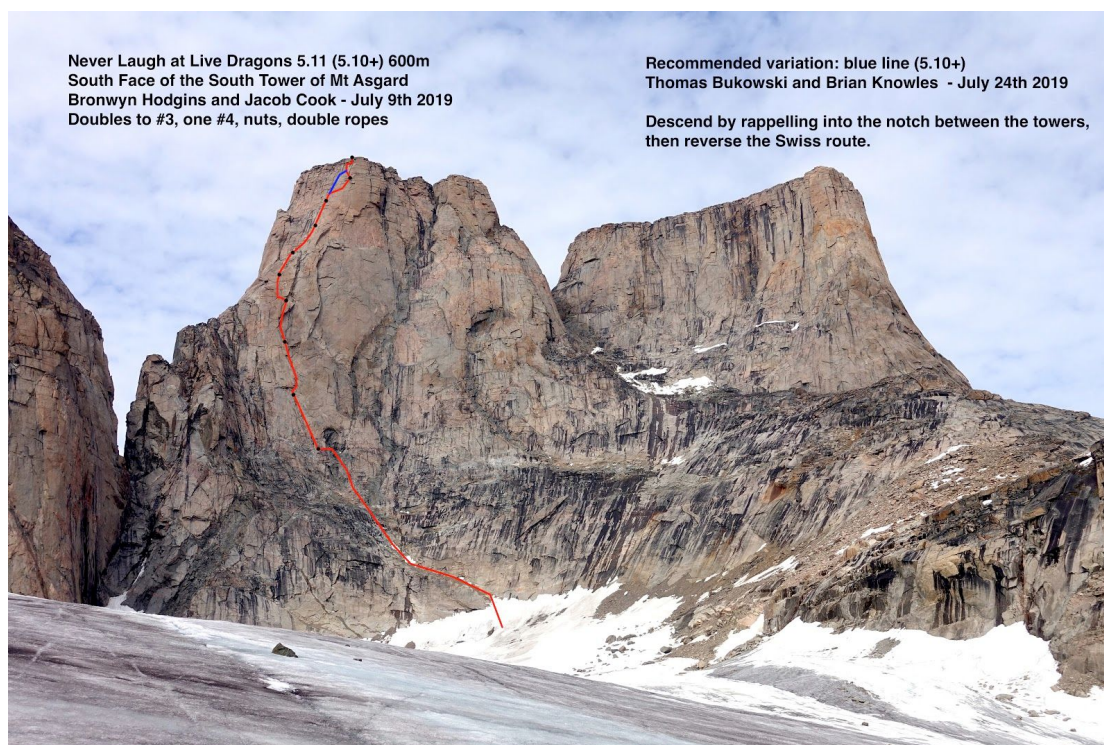 Never Laugh at Live Dragons 5.11 (5.10+) 600m
South Face of the South Tower of Mt Asgard
Bronwyn Hodgins and Jacob Cook - July 9th 2019
Doubles to #3, one #4, nuts, double ropes
Recommended variation: blue line (5.10+)
Thomas Bukowski and Brian Knowles  - July 24th 2019
Descend by rappelling into the notch between the towers,
then reverse the Swiss route.